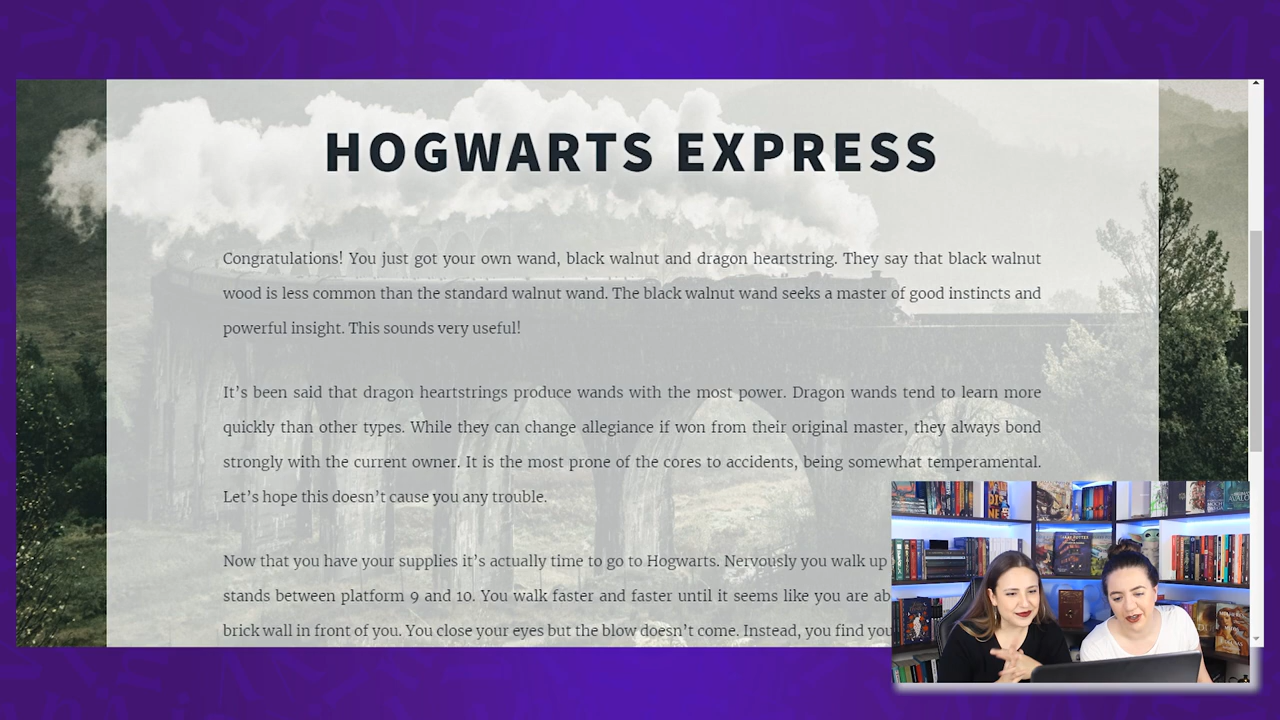 HOGWARTS EXPRESS
Congratulations! You just got your own wand, black walnut and dragon heartstring. They say that black walnut
wood is less common than the standard walnut wand. The black walnut wand seeks a master of good instincts and
powerful insight. This sounds very useful!
It’s been said that dragon heartstrings produce wands with the most power. Dragon wands tend to learn more
quickly than other types. While they can change allegiance if won from their original master, they always bond
strongly with the current owner. It is the most prone of the cores to accidents, being somewhat temperamental.
Let’s hope this doesn’t cause you any trouble.
Now that you have your supplies it’s actually time to go to Hogwarts. Nervously you walk up
stands between platform 9 and 10. You walk faster and faster until it seems like you are ab
brick wall in front of you. You close your eyes but the blow doesn’t come. Instead, you find you